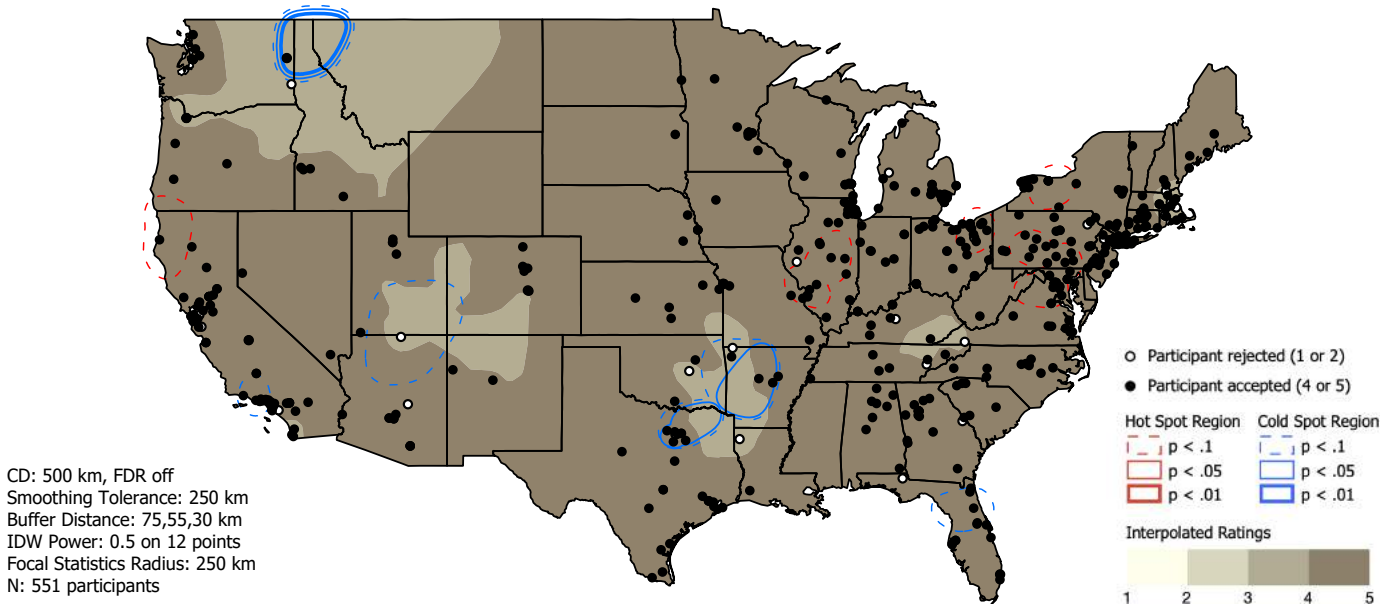 Participant rejected (1 or 2)
Participant accepted (4 or 5)
Hot Spot Region Cold Spot Region
p < .1 p < .1
p < .05 p < .05
p < .01 p < .01
Interpolated Ratings
1 2 3 4 5
CD: 500 km, FDR off
Smoothing Tolerance: 250 km
Buffer Distance: 75,55,30 km
IDW Power: 0.5 on 12 points
Focal Statistics Radius: 250 km
N: 551 participants